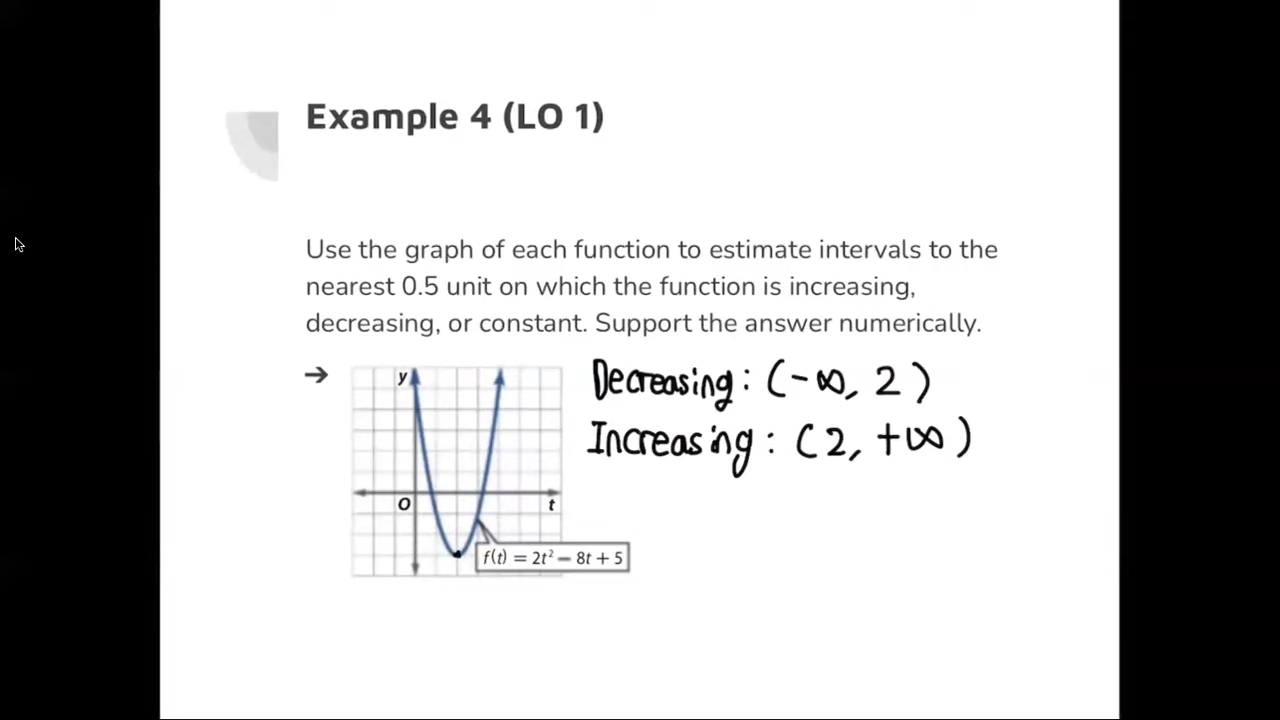 Example 4 (LO 1)
Use the graph of each function to estimate intervals to the
nearest 0.5 unit on which the function is increasing,
decreasing, or constant. Support the answer numerically.
➔
y
O
t
f(t) = 2t² − 8t + 5
Decreasing: (-∞, 2)
Increasing: (2, +∞)